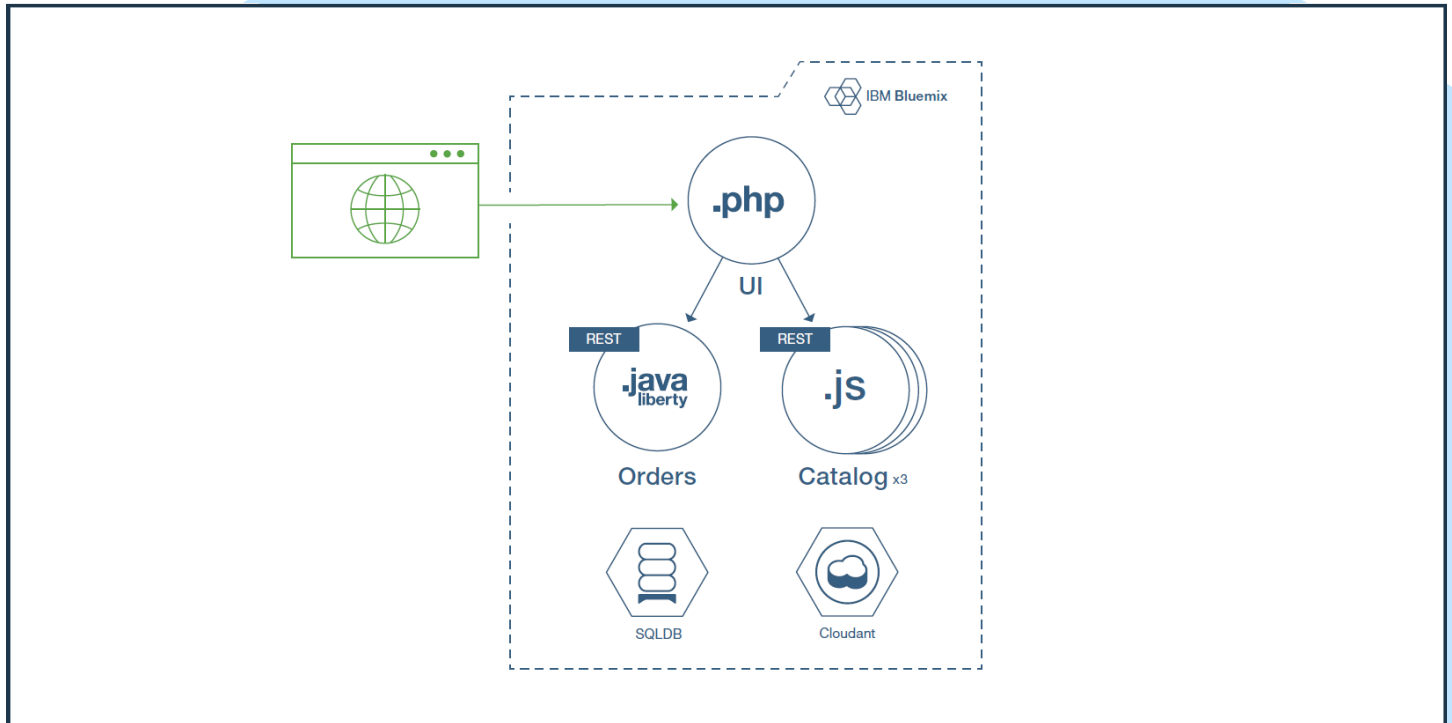 IBM Bluemix
.php
UI
REST
REST
.java
liberty
.js
Orders
Catalog x3
SQLDB
Cloudant